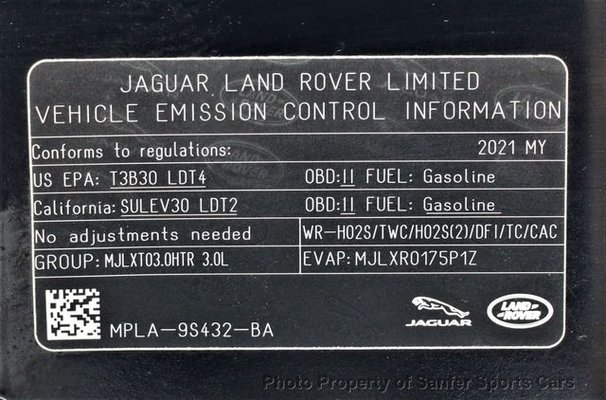 JAGUAR LAND ROVER LIMITED
VEHICLE EMISSION CONTROL INFORMATION
Conforms to regulations: 2021 MY
US EPA: T3B30 LDT4 OBD:II FUEL: Gasoline
California: SULEV30 LDT2 OBD:II FUEL: Gasoline
No adjustments needed WR-HO2S/TWC/HO2S(2)/DFI/TC/CAC
GROUP: MJLXT03.0HTR 3.0L EVAP: MJLXR0175P1Z
JAGUAR
LAND-ROVER
MPLA-9S432-BA
Photo Property of Sanfer Sports Cars